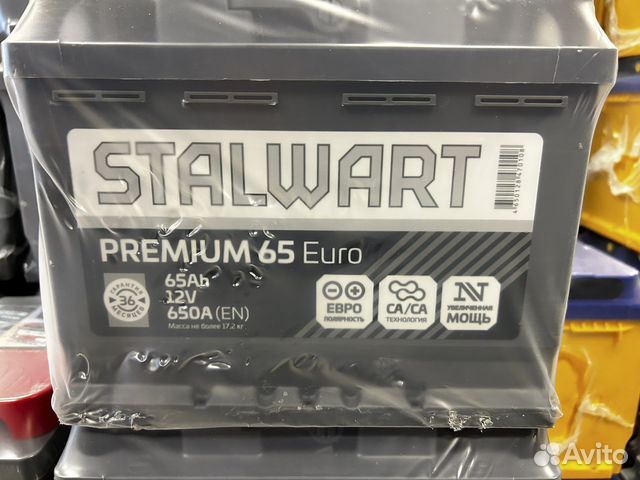 STALWART
4650128470108
PREMIUM 65 Euro
65Ah
12V
650A (EN)
Масса не более 17,2 кг
ГАРАНТИЯ
36
МЕСЯЦЕВ
ЕВРО
ПОЛЯРНОСТЬ
CA/CA
ТЕХНОЛОГИЯ
УВЕЛИЧЕННАЯ
МОЩЬ
Avito